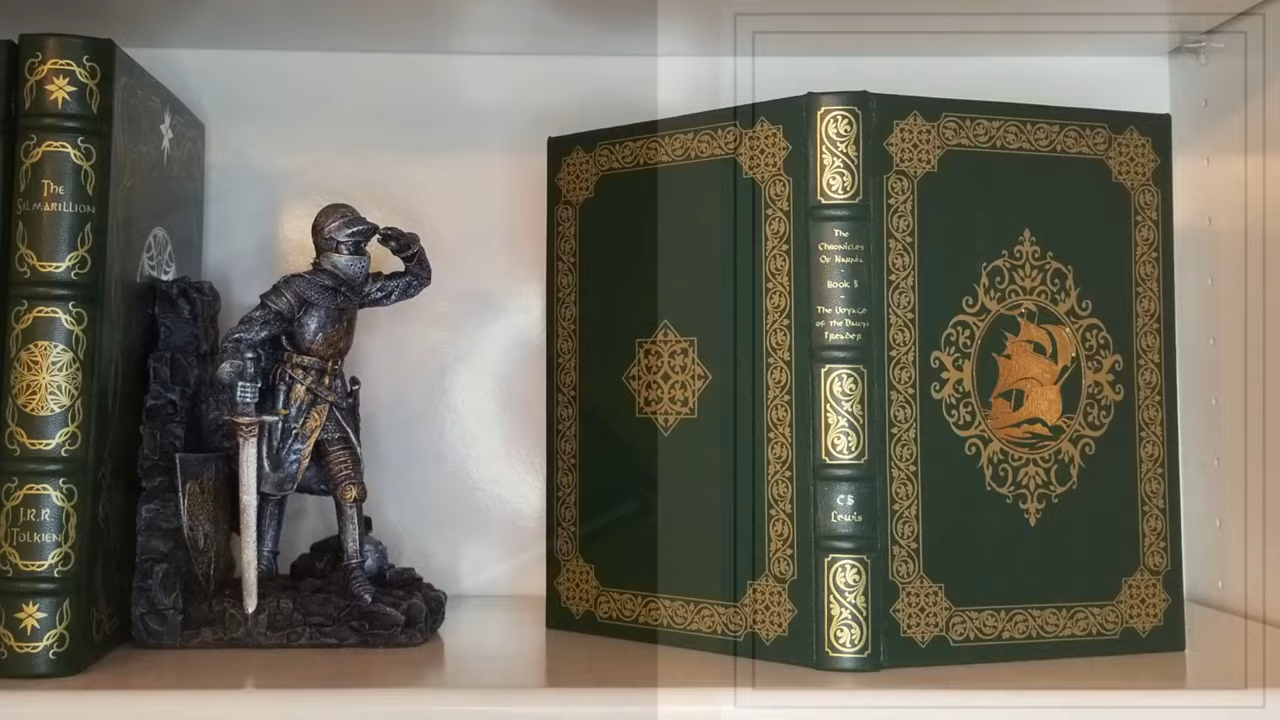 The
Silmarillion
J.R.R.
Tolkien
The
Chronicles
Of Narnia
-
Book 5
-
The Voyage
of the Dawn
Treader
CS
Lewis